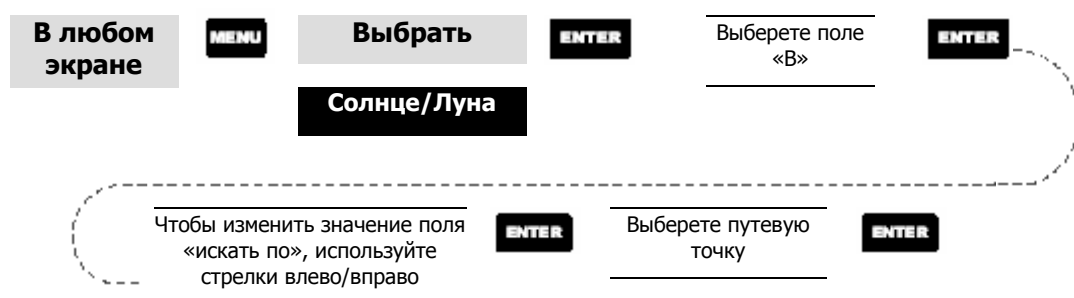 В любом
экране
MENU
Выбрать
Солнце/Луна
ENTER
Выберете поле
«В»
ENTER
Чтобы изменить значение поля
«искать по», используйте
стрелки влево/вправо
ENTER
Выберете путевую
точку
ENTER